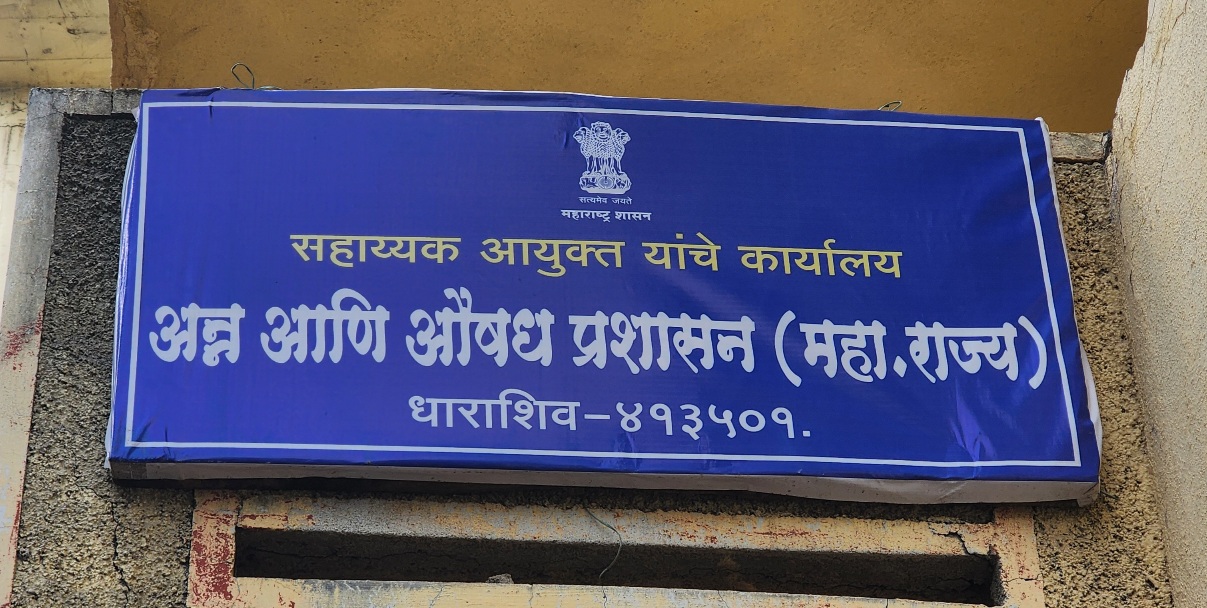 सत्यमेव जयते
महाराष्ट्र शासन
सहाय्यक आयुक्त यांचे कार्यालय
अन्न आणि औषध प्रशासन (महा.राज्य)
धाराशिव-४१३५०१.